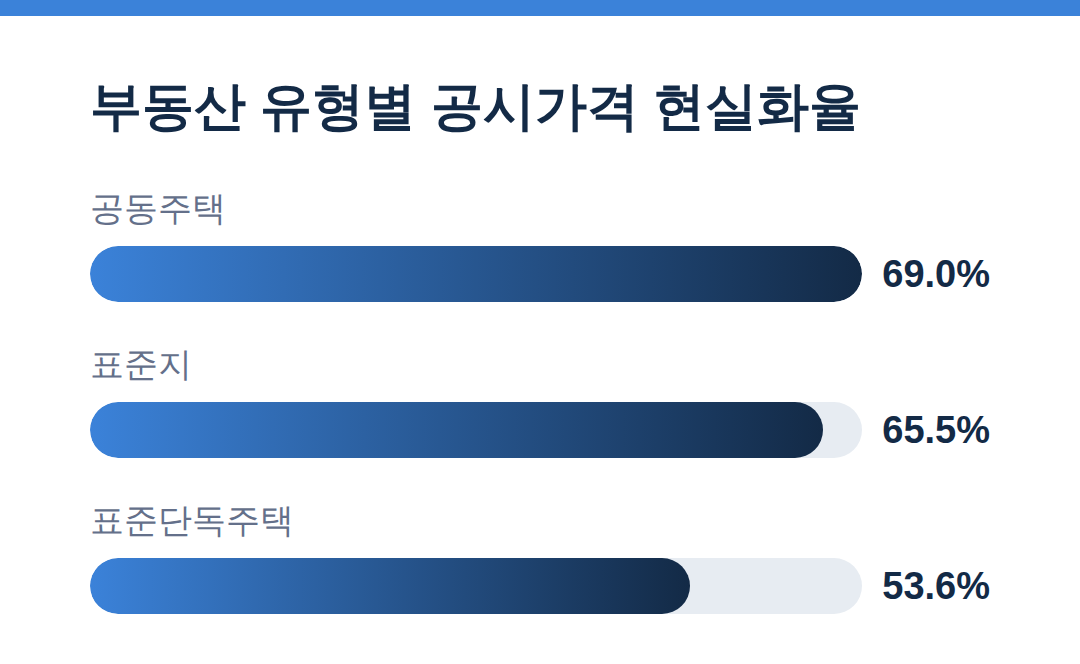 부동산 유형별 공시가격 현실화율
공동주택
69.0%
표준지
65.5%
표준단독주택
53.6%